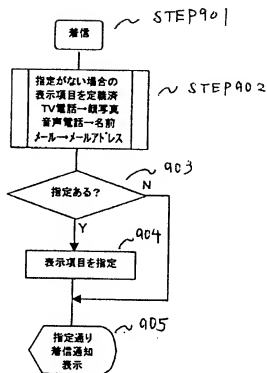 着信
STEP901
指定がない場合の
表示項目を定義済
TV電話→顔写真
音声電話→名前
メール→メールアドレス
STEP902
指定ある?
903
N
Y
904
表示項目を指定
905
指定通り
着信通知
表示